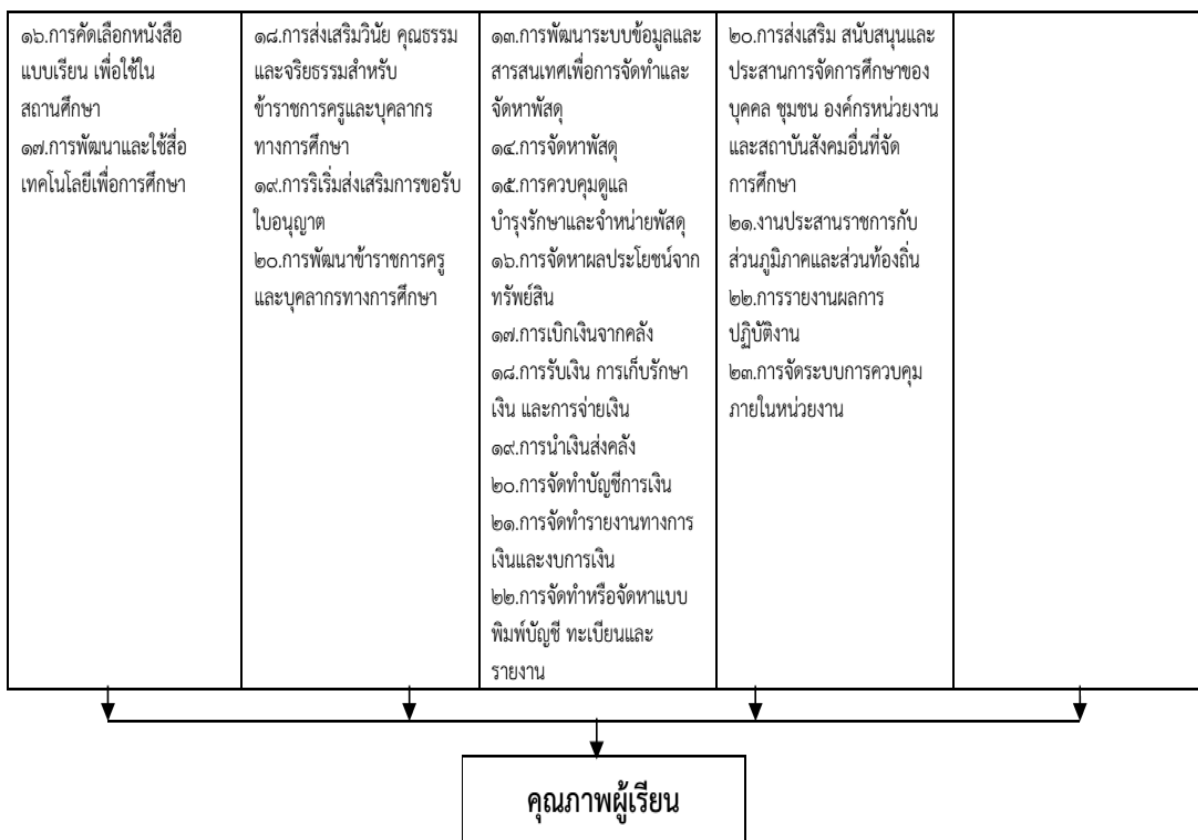 ๑๖.การคัดเลือกหนังสือ
แบบเรียน เพื่อใช้ใน
สถานศึกษา
๑๗.การพัฒนาและใช้สื่อ
เทคโนโลยีเพื่อการศึกษา
๑๘.การส่งเสริมวินัย คุณธรรม
และจริยธรรมสำหรับ
ข้าราชการครูและบุคลากร
ทางการศึกษา
๑๙.การริเริ่มส่งเสริมการขอรับ
ใบอนุญาต
๒๐.การพัฒนาข้าราชการครู
และบุคลากรทางการศึกษา
๑๓.การพัฒนาระบบข้อมูลและ
สารสนเทศเพื่อการจัดทำและ
จัดหาพัสดุ
๑๔.การจัดหาพัสดุ
๑๕.การควบคุมดูแล
บำรุงรักษาและจำหน่ายพัสดุ
๑๖.การจัดหาผลประโยชน์จาก
ทรัพย์สิน
๑๗.การเบิกเงินจากคลัง
๑๘.การรับเงิน การเก็บรักษา
เงิน และการจ่ายเงิน
๑๙.การนำเงินส่งคลัง
๒๐.การจัดทำบัญชีการเงิน
๒๑.การจัดทำรายงานทางการ
เงินและงบการเงิน
๒๒.การจัดทำหรือจัดหาแบบ
พิมพ์บัญชี ทะเบียนและ
รายงาน
๒๐.การส่งเสริม สนับสนุนและ
ประสานการจัดการศึกษาของ
บุคคล ชุมชน องค์กรหน่วยงาน
และสถาบันสังคมอื่นที่จัด
การศึกษา
๒๑.งานประสานราชการกับ
ส่วนภูมิภาคและส่วนท้องถิ่น
๒๒.การรายงานผลการ
ปฏิบัติงาน
๒๓.การจัดระบบการควบคุม
ภายในหน่วยงาน
คุณภาพผู้เรียน